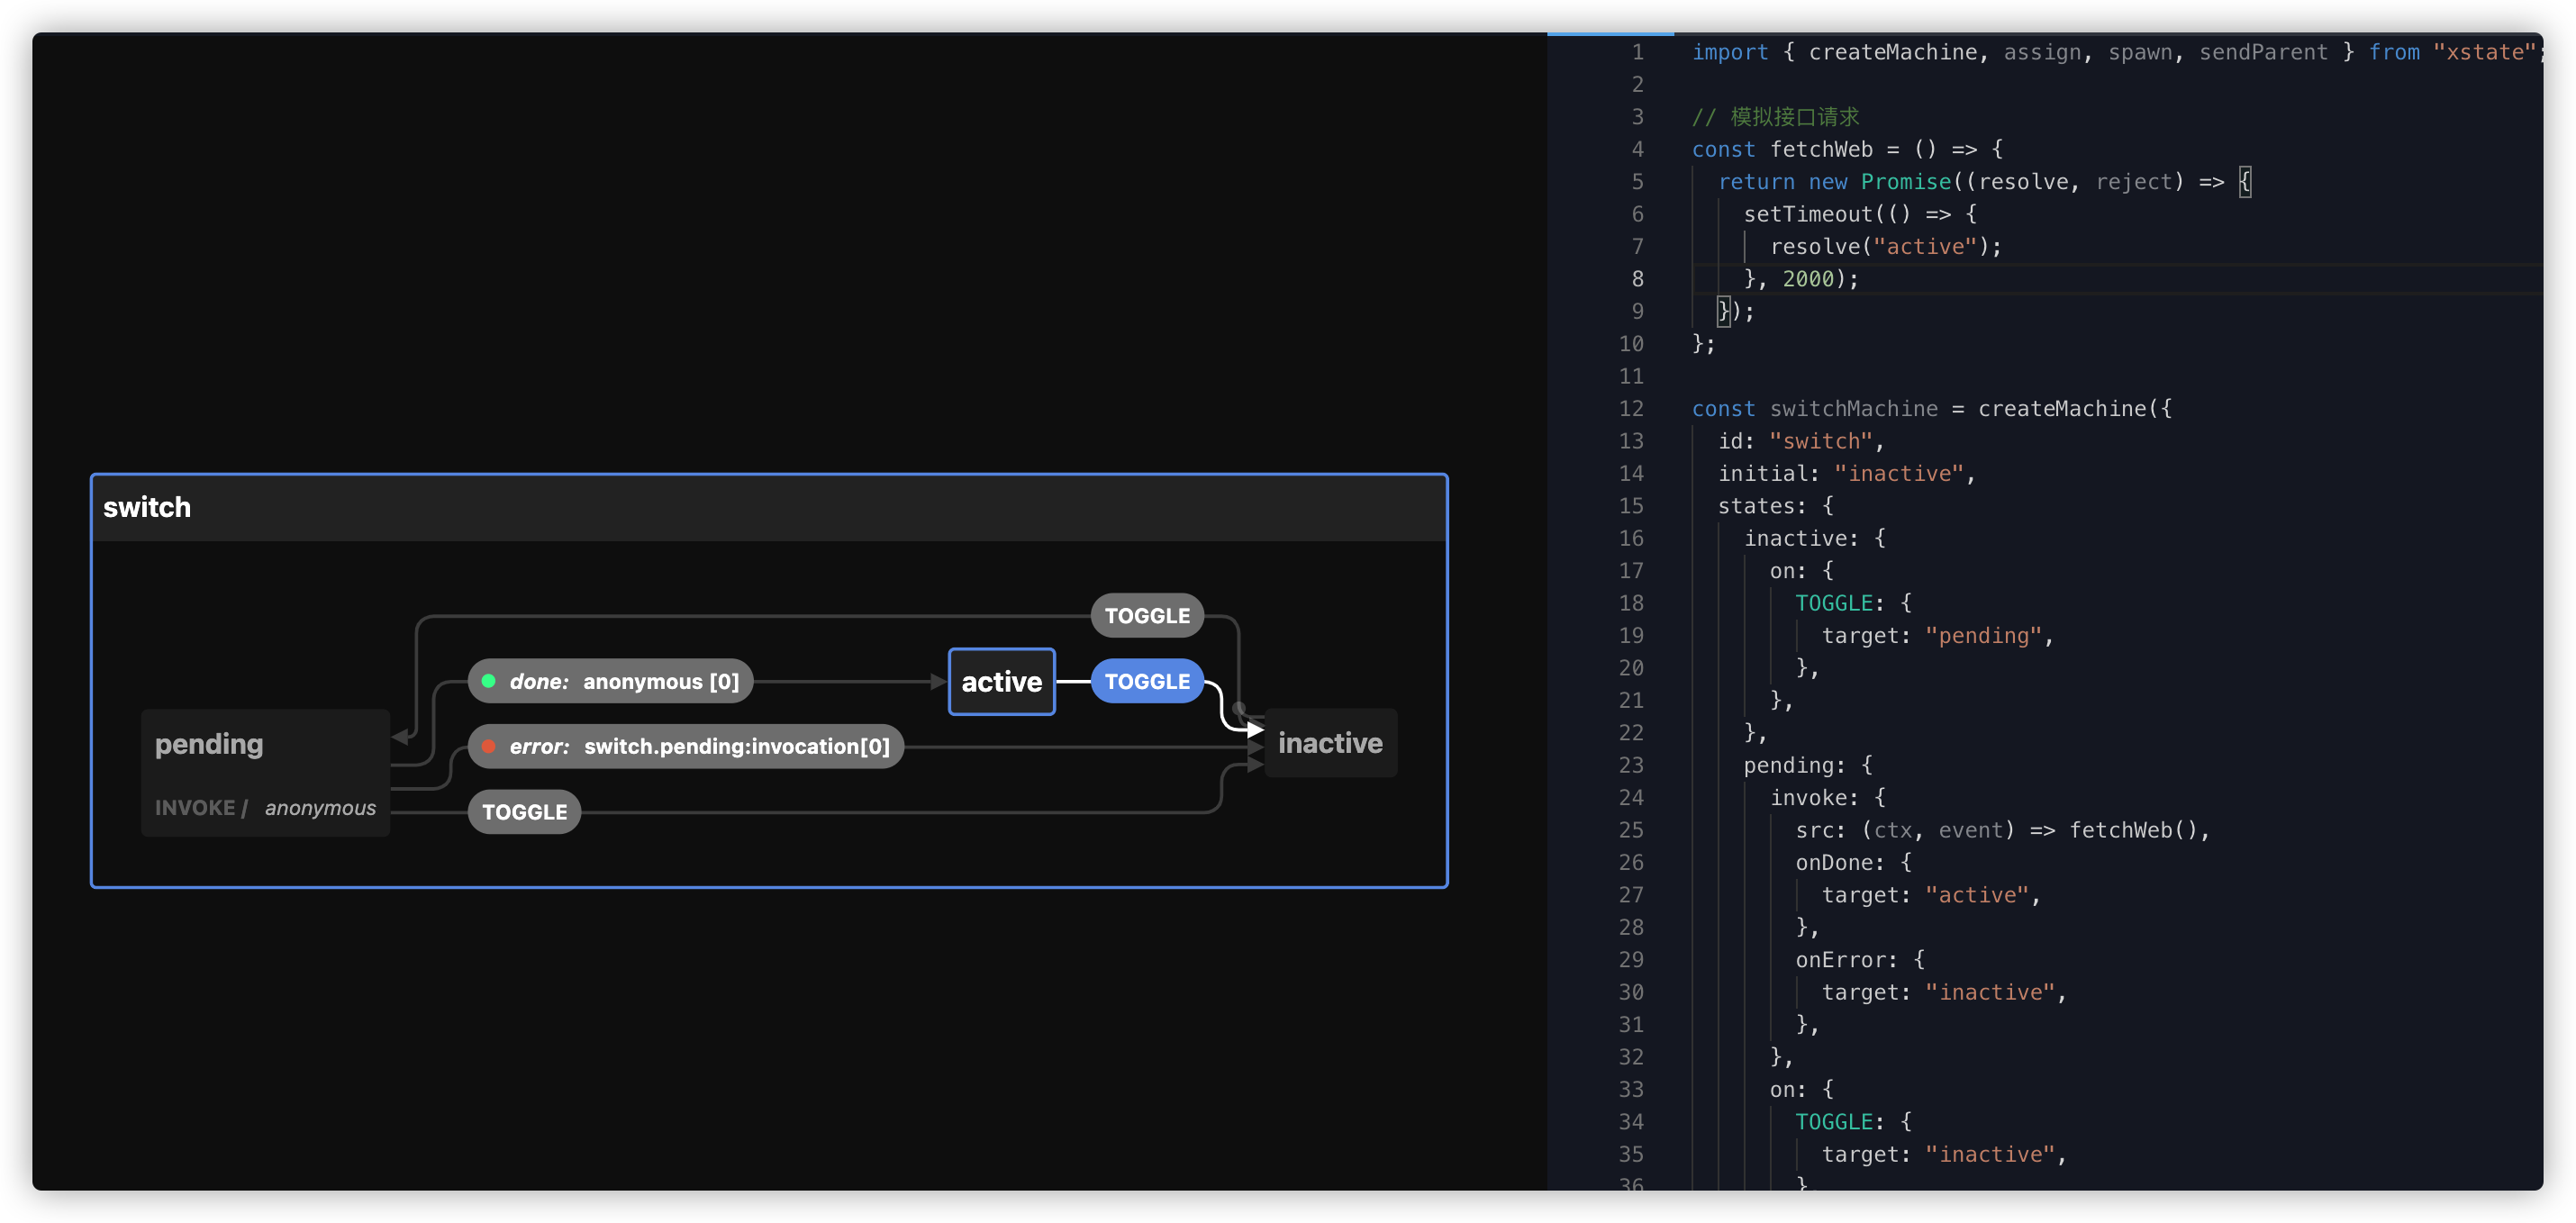 switch
TOGGLE
done: anonymous [0]
active
TOGGLE
pending
error: switch.pending:invocation[0]
inactive
INVOKE / anonymous
TOGGLE
1 import { createMachine, assign, spawn, sendParent } from "xstate";
2
3 // 模拟接口请求
4 const fetchWeb = () => {
5 return new Promise((resolve, reject) => {
6 setTimeout(() => {
7 resolve("active");
8 }, 2000);
9 });
10 };
11
12 const switchMachine = createMachine({
13 id: "switch",
14 initial: "inactive",
15 states: {
16 inactive: {
17 on: {
18 TOGGLE: {
19 target: "pending",
20 },
21 },
22 },
23 pending: {
24 invoke: {
25 src: (ctx, event) => fetchWeb(),
26 onDone: {
27 target: "active",
28 },
29 onError: {
30 target: "inactive",
31 },
32 },
33 on: {
34 TOGGLE: {
35 target: "inactive",
36 },